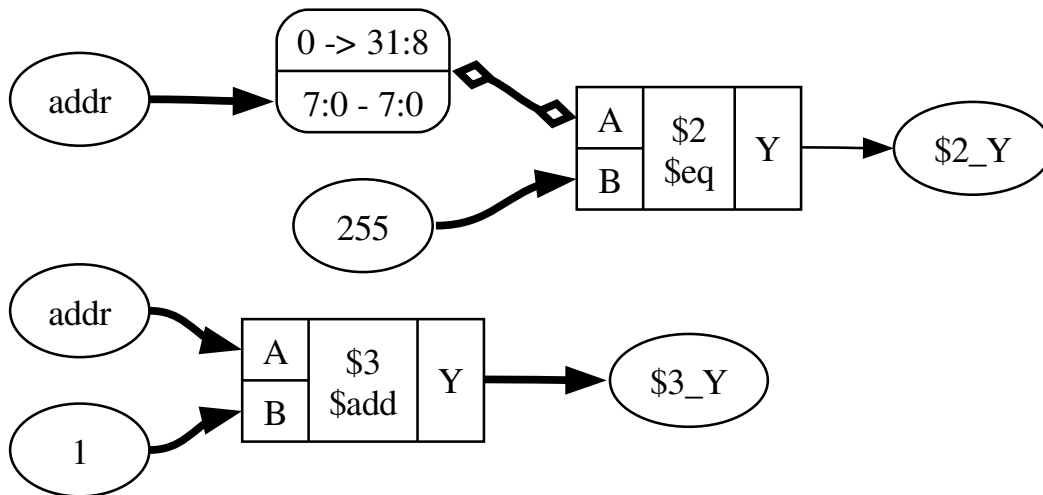 addr
0 -> 31:8
7:0 - 7:0
A
B
$2
$eq
Y
$2_Y
255
addr
A
B
$3
$add
Y
$3_Y
1